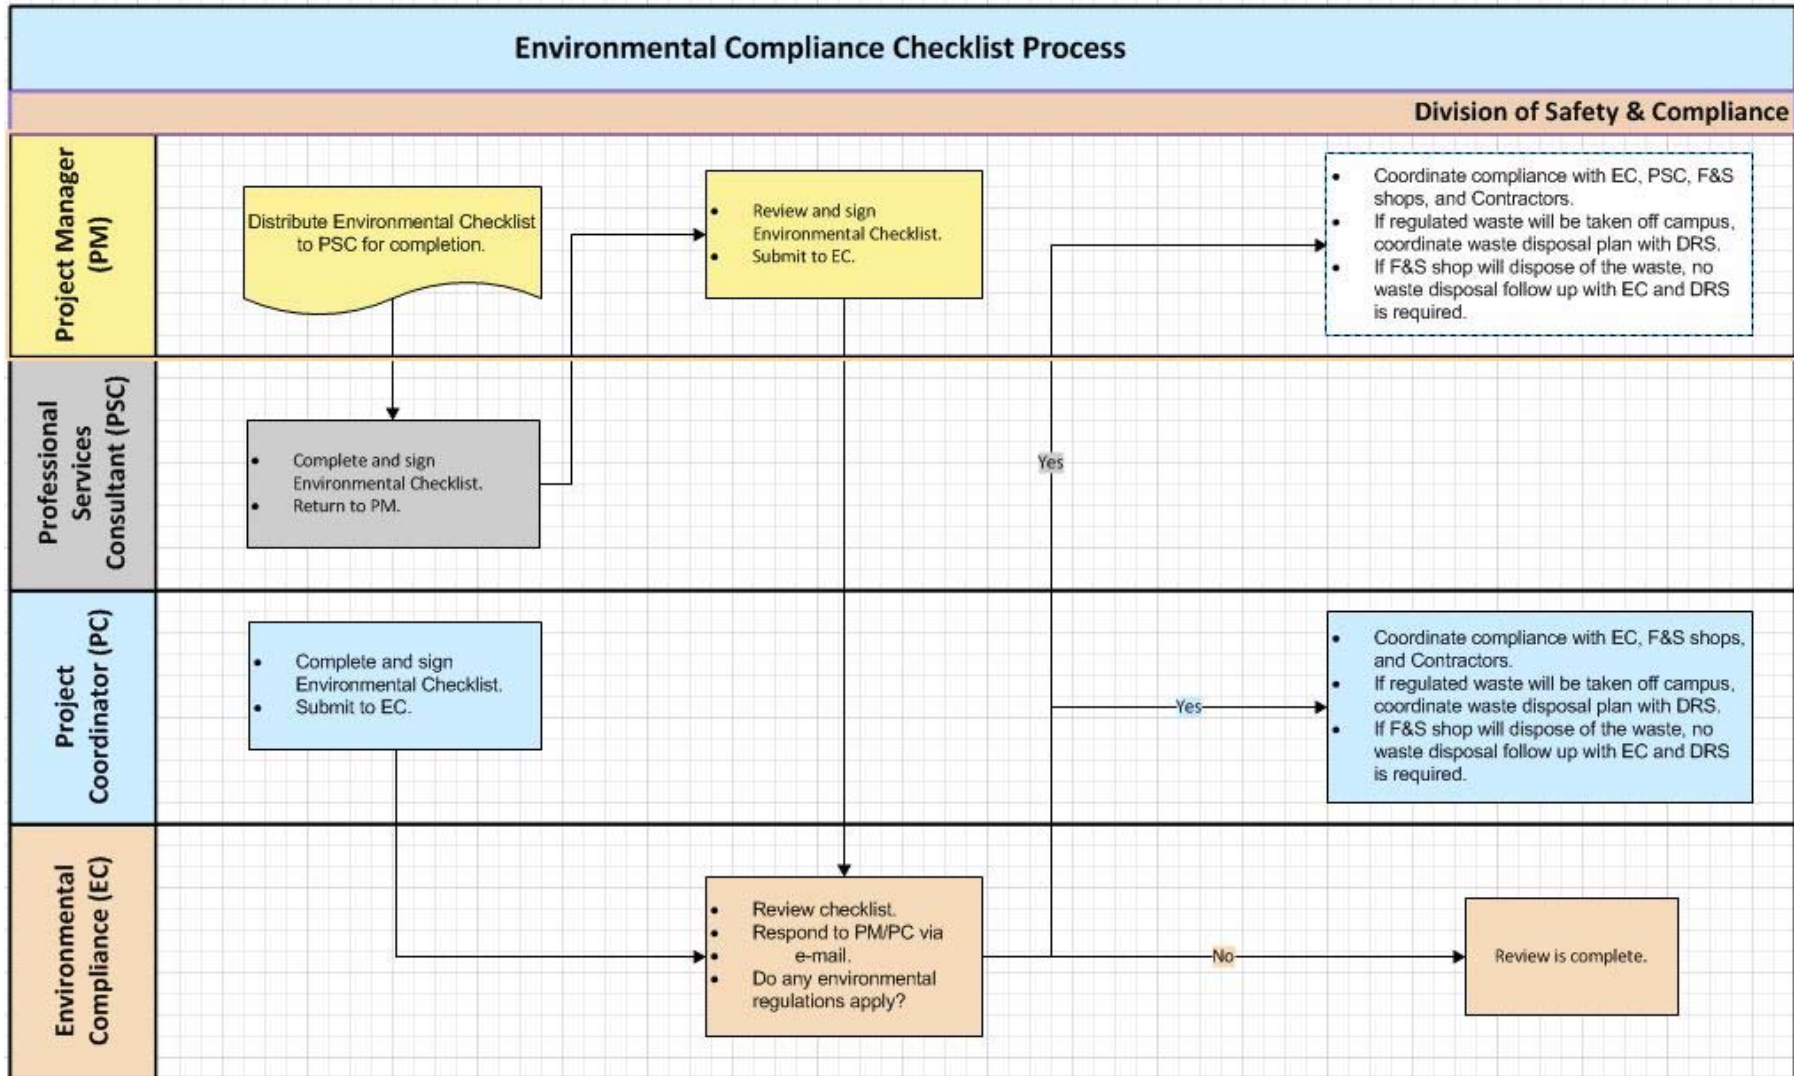 Environmental Compliance Checklist Process
Division of Safety & Compliance
Project Manager
(PM)
Distribute Environmental Checklist
to PSC for completion.
• Review and sign
Environmental Checklist.
• Submit to EC.
• Coordinate compliance with EC, PSC, F&S
shops, and Contractors.
• If regulated waste will be taken off campus,
coordinate waste disposal plan with DRS.
• If F&S shop will dispose of the waste, no
waste disposal follow up with EC and DRS
is required.
Professional
Services
Consultant (PSC)
• Complete and sign
Environmental Checklist.
• Return to PM.
Yes
Project
Coordinator (PC)
• Complete and sign
Environmental Checklist.
• Submit to EC.
Yes
• Coordinate compliance with EC, F&S shops,
and Contractors.
• If regulated waste will be taken off campus,
coordinate waste disposal plan with DRS.
• If F&S shop will dispose of the waste, no
waste disposal follow up with EC and DRS
is required.
Environmental
Compliance (EC)
• Review checklist.
• Respond to PM/PC via
• e-mail.
• Do any environmental
regulations apply?
No
Review is complete.